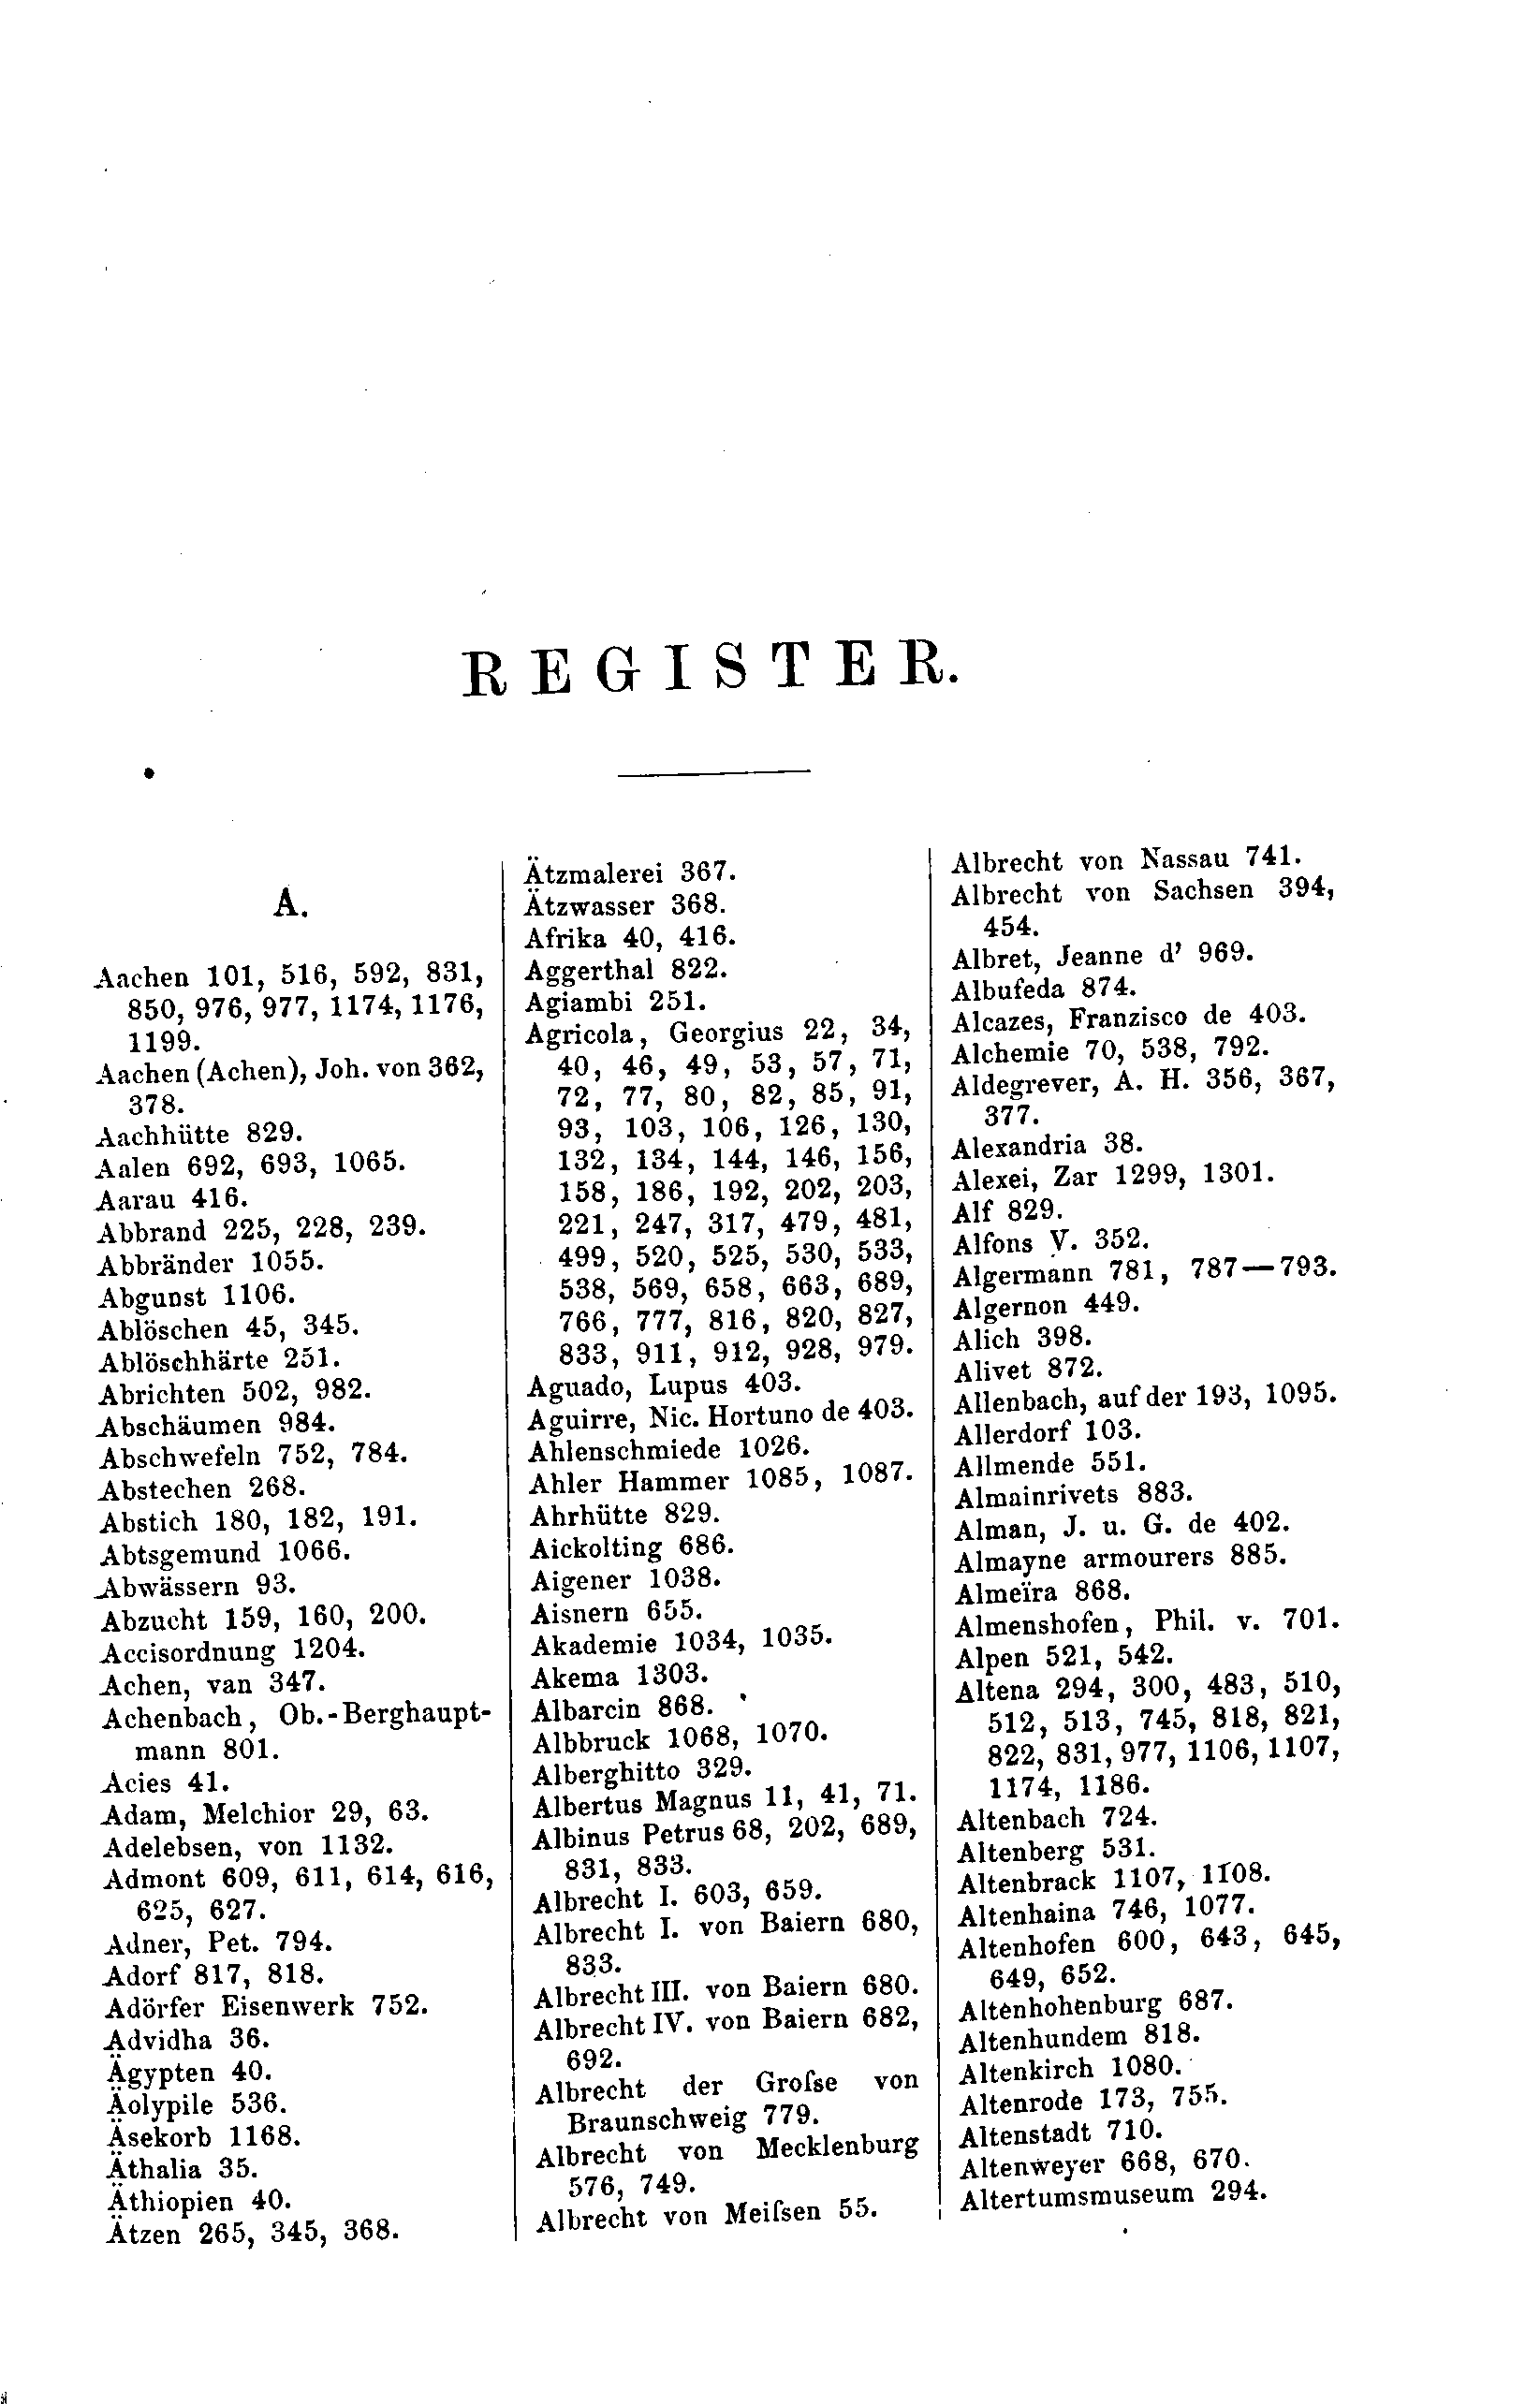 REGISTER.
A.
Aachen 101, 516, 592, 831,
850, 976, 977, 1174, 1176,
1199.
Aachen (Achen), Joh. von 362,
378.
Aachhütte 829.
Aalen 692, 693, 1065.
Aarau 416.
Abbrand 225, 228, 239.
Abbränder 1055.
Abgunst 1106.
Ablöschen 45, 345.
Ablöschhärte 251.
Abrichten 502, 982.
Abschäumen 984.
Abschwefeln 752, 784.
Abstechen 268.
Abstich 180, 182, 191.
Abtsgemund 1066.
Abwässern 93.
Abzucht 159, 160, 200.
Accisordnung 1204.
Achen, van 347.
Achenbach, Ob.-Berghaupt-
mann 801.
Acies 41.
Adam, Melchior 29, 63.
Adelebsen, von 1132.
Admont 609, 611, 614, 616,
625, 627.
Adner, Pet. 794.
Adorf 817, 818.
Adörfer Eisenwerk 752.
Advidha 36.
Ägypten 40.
Äolypile 536.
Äsekorb 1168.
Äthalia 35.
Äthiopien 40.
Ätzen 265, 345, 368.
Ätzmalerei 367.
Ätzwasser 368.
Afrika 40, 416.
Aggerthal 822.
Agiambi 251.
Agricola, Georgius 22, 34,
40, 46, 49, 53, 57, 71,
72, 77, 80, 82, 85, 91,
93, 103, 106, 126, 130,
132, 134, 144, 146, 156,
158, 186, 192, 202, 203,
221, 247, 317, 479, 481,
499, 520, 525, 530, 533,
538, 569, 658, 663, 689,
766, 777, 816, 820, 827,
833, 911, 912, 928, 979.
Aguado, Lupus 403.
Aguirre, Nic. Hortuno de 403.
Ahlenschmiede 1026.
Ahler Hammer 1085, 1087.
Ahrhütte 829.
Aickolting 686.
Aigener 1038.
Aisnern 655.
Akademie 1034, 1035.
Akema 1303.
Albarcin 868.
Albbruck 1068, 1070.
Alberghitto 329.
Albertus Magnus 11, 41, 71.
Albinus Petrus 68, 202, 689,
831, 833.
Albrecht I. 603, 659.
Albrecht I. von Baiern 680,
833.
Albrecht III. von Baiern 680.
Albrecht IV. von Baiern 682,
692.
Albrecht der Groſse von
Braunschweig 779.
Albrecht von Mecklenburg
576, 749.
Albrecht von Meiſsen 55.
Albrecht von Nassau 741.
Albrecht von Sachsen 394,
454.
Albret, Jeanne d' 969.
Albufeda 874.
Alcazes, Franzisco de 403.
Alchemie 70, 538, 792.
Aldegrever, A. H. 356, 367,
377.
Alexandria 38.
Alexei, Zar 1299, 1301.
Alf 829.
Alfons V. 352.
Algermann 781, 787—793.
Algernon 449.
Alich 398.
Alivet 872.
Allenbach, auf der 193, 1095.
Allerdorf 103.
Allmende 551.
Almainrivets 883.
Alman, J. u. G. de 402.
Almayne armourers 885.
Almeïra 868.
Almenshofen, Phil. v. 701.
Alpen 521, 542.
Altena 294, 300, 483, 510,
512, 513, 745, 818, 821,
822, 831, 977, 1106, 1107,
1174, 1186.
Altenbach 724.
Altenberg 531.
Altenbrack 1107, 1108.
Altenhaina 746, 1077.
Altenhofen 600, 643, 645,
649, 652.
Altenhohenburg 687.
Altenhundem 818.
Altenkirch 1080.
Altenrode 173, 755.
Altenstadt 710.
Altenweyer 668, 670.
Altertumsmuseum 294.